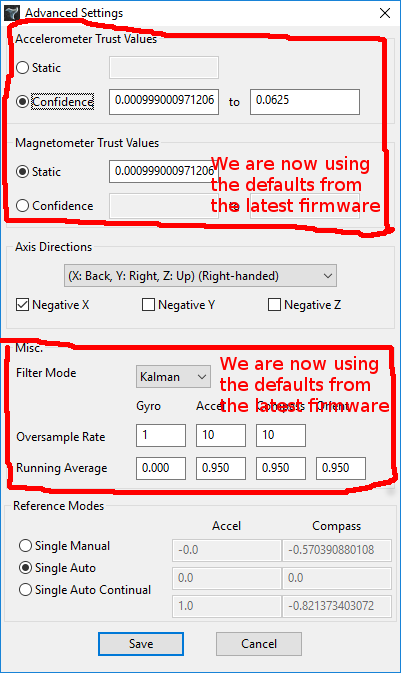 Advanced Settings
Accelerometer Trust Values
Static
Confidence 0.000999000971206 to 0.0625
Magnetometer Trust Values
Static 0.000999000971206
Confidence to
We are now using
the defaults from
the latest firmware
Axis Directions
(X: Back, Y: Right, Z: Up) (Right-handed)
Negative X Negative Y Negative Z
Misc.
Filter Mode Kalman
We are now using
the defaults from
the latest firmware
Gyro Accel Compass Orient
Oversample Rate 1 10 10
Running Average 0.000 0.950 0.950 0.950
Reference Modes
Accel Compass
Single Manual -0.0 -0.570390880108
Single Auto 0.0 0.0
Single Auto Continual 1.0 -0.821373403072
Save Cancel